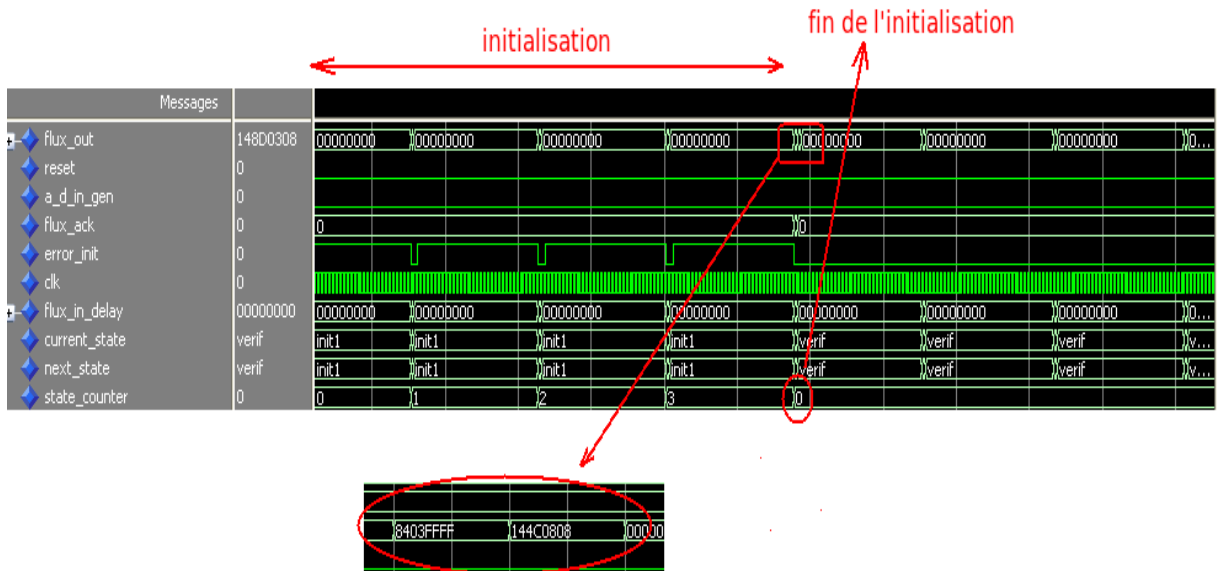 initialisation
fin de l'initialisation
Messages
flux_out 148D0308 00000000 00000000 00000000 00000000 00000000 00000000 00000000 0...
reset 0
a_d_in_gen 0
flux_ack 0 0 0
error_init 0
clk 0
flux_in_delay 00000000 00000000 00000000 00000000 00000000 00000000 00000000 00000000 0...
current_state verif init1 init1 init1 init1 verif verif verif v...
next_state verif init1 init1 init1 init1 verif verif verif v...
state_counter 0 0 1 2 3 0
8403FFFF 144C0808 00000